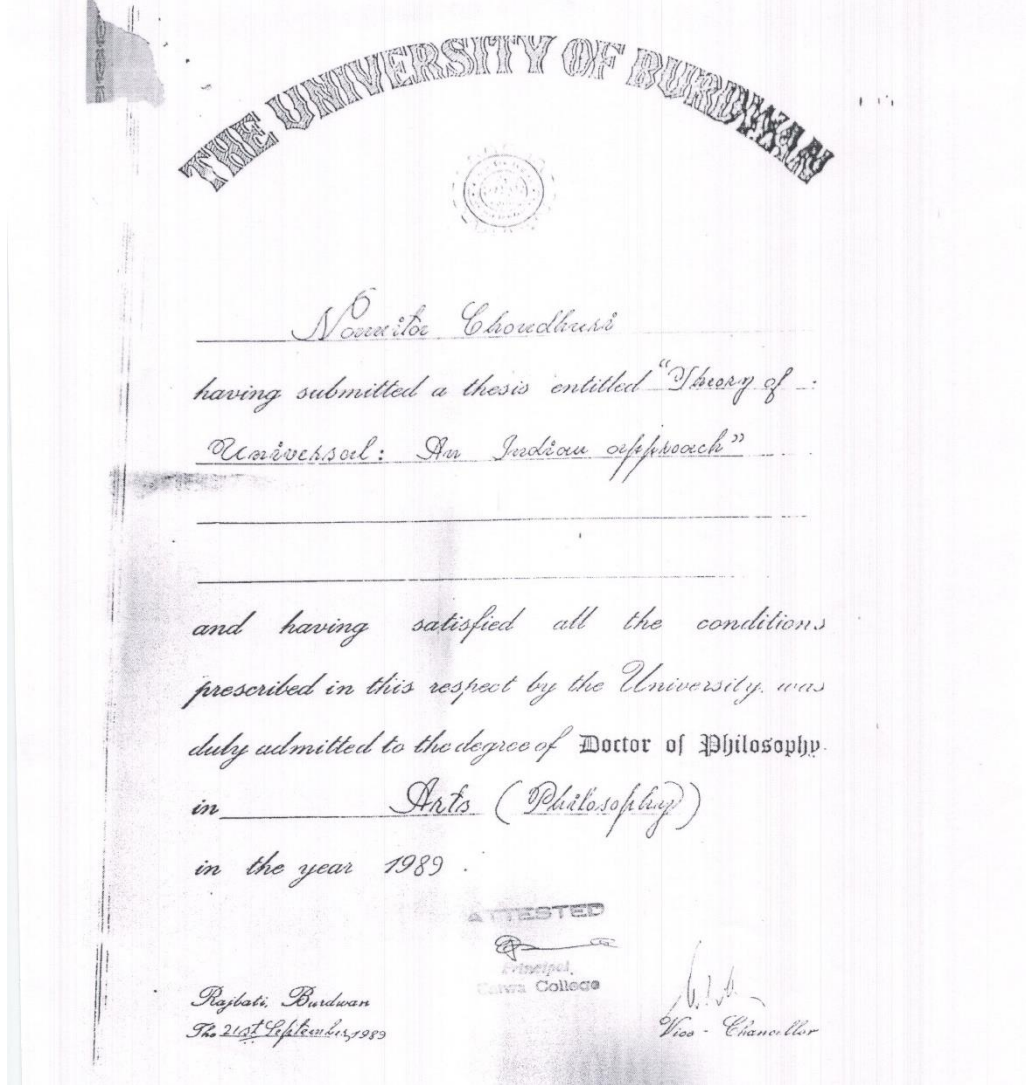 THE UNIVERSITY OF BURDWAN
Nomita Choudhuri
having submitted a thesis entitled "Theory of
Universal: An Indian approach"
and having satisfied all the conditions
prescribed in this respect by the University, was
duly admitted to the degree of Doctor of Philosophy
in Arts (Philosophy)
in the year 1989.
ATTESTED
Principal,
College
Rajbati, Burdwan
The 21st September, 1989
Vice - Chancellor